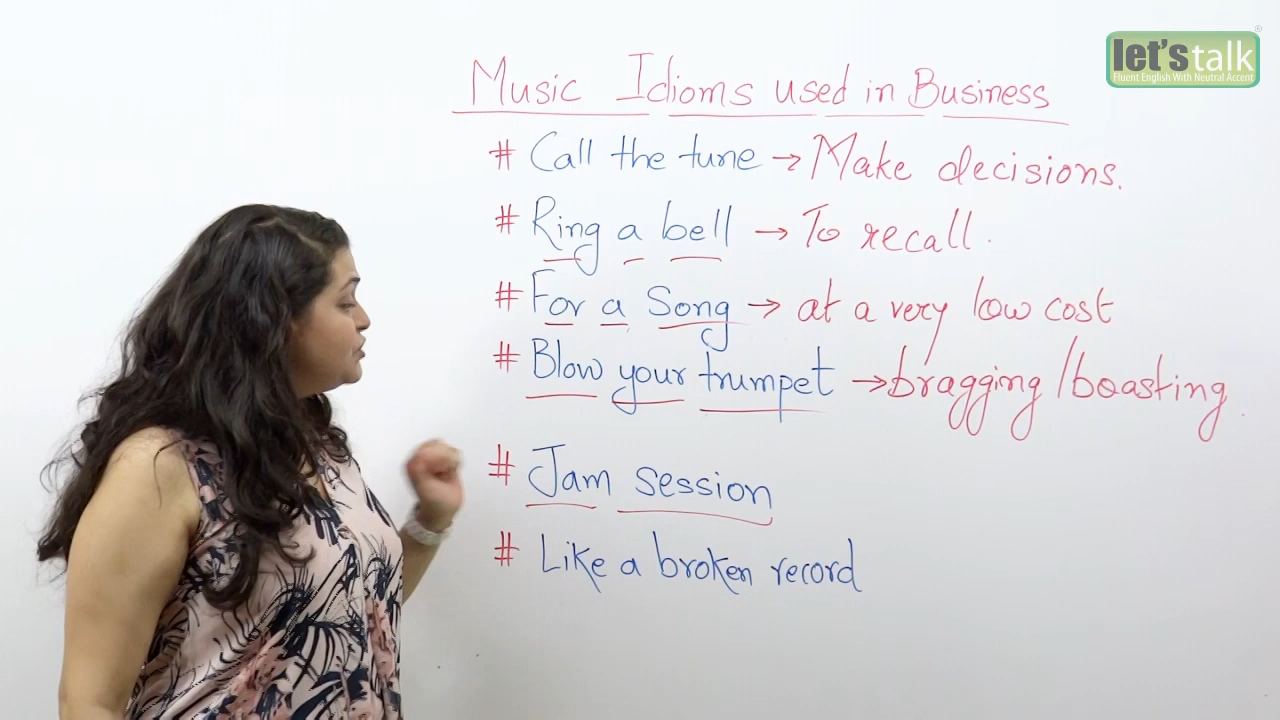 let's talk ®
Fluent English With Neutral Accent
Music Idioms used in Business
# Call the tune → Make decisions.
# Ring a bell → To recall.
# For a Song → at a very low cost
# Blow your trumpet → bragging/boasting.
# Jam session
# Like a broken record